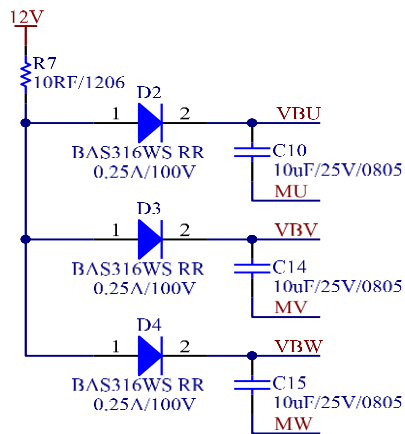 12V
R7
10RF/1206
D2
1 2 VBU
BAS316WS RR
0.25A/100V
C10
10uF/25V/0805
MU
D3
1 2 VBV
BAS316WS RR
0.25A/100V
C14
10uF/25V/0805
MV
D4
1 2 VBW
BAS316WS RR
0.25A/100V
C15
10uF/25V/0805
MW